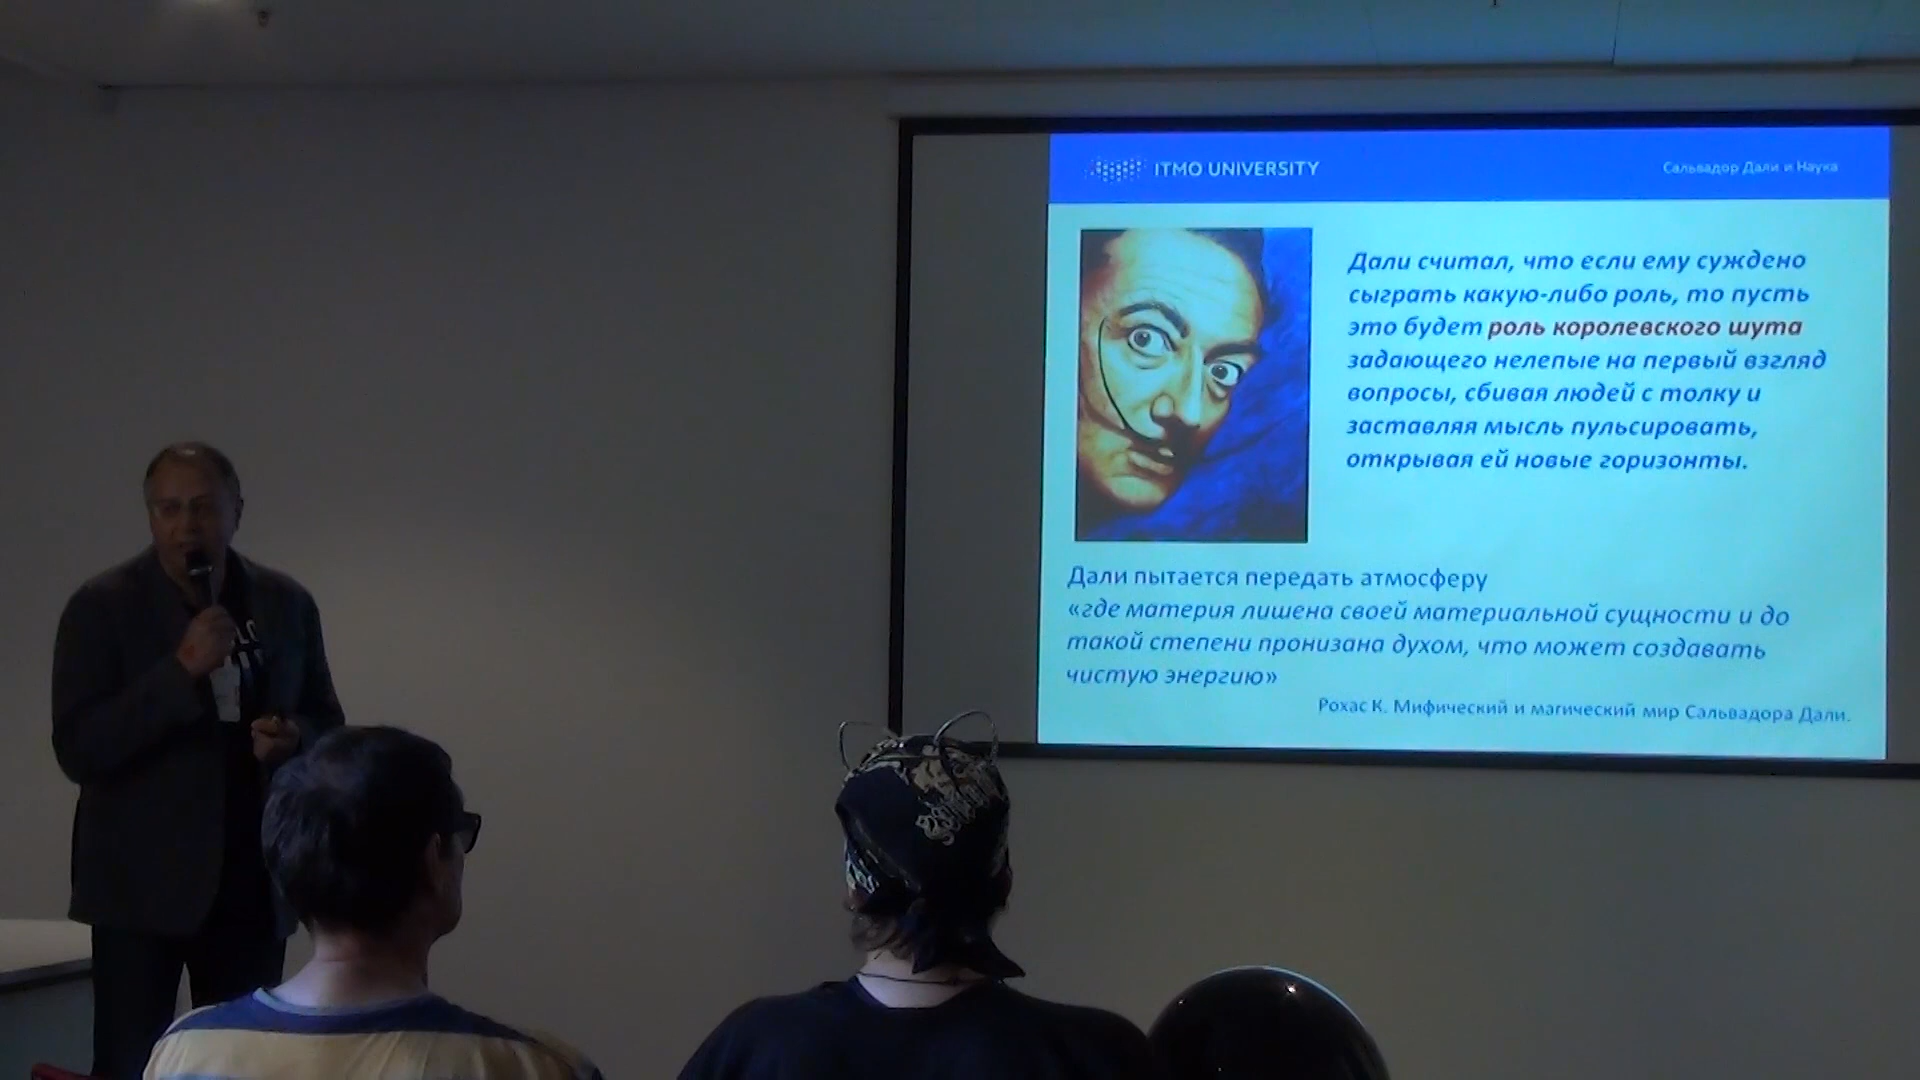 ITMO UNIVERSITY
Сальвадор Дали и Наука
Дали считал, что если ему суждено
сыграть какую-либо роль, то пусть
это будет роль королевского шута
задающего нелепые на первый взгляд
вопросы, сбивая людей с толку и
заставляя мысль пульсировать,
открывая ей новые горизонты.
Дали пытается передать атмосферу
«где материя лишена своей материальной сущности и до
такой степени пронизана духом, что может создавать
чистую энергию»
Рохас К. Мифический и магический мир Сальвадора Дали.